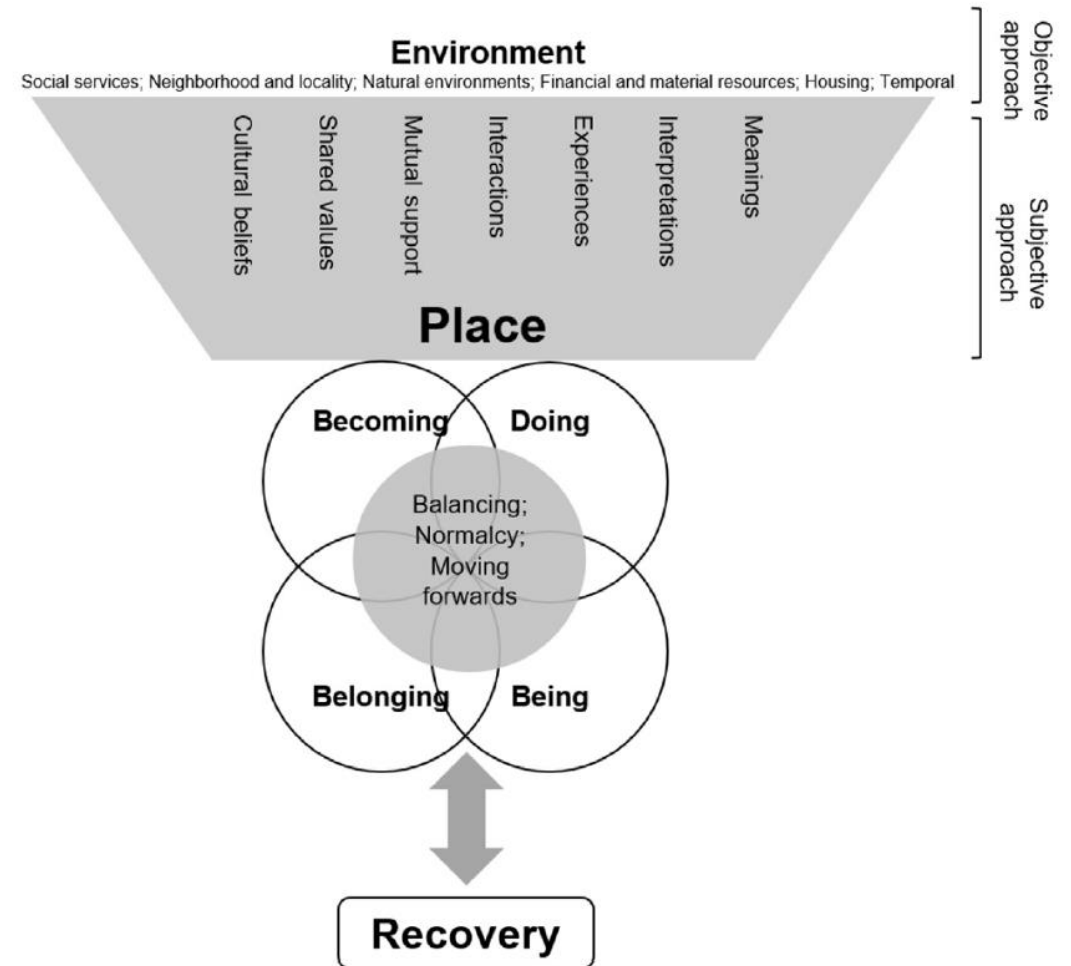 Environment
Social services; Neighborhood and locality; Natural environments; Financial and material resources; Housing; Temporal
Objective
approach
Cultural beliefs
Shared values
Mutual support
Interactions
Experiences
Interpretations
Meanings
Subjective
approach
Place
Becoming
Doing
Balancing;
Normalcy;
Moving
forwards
Belonging
Being
Recovery